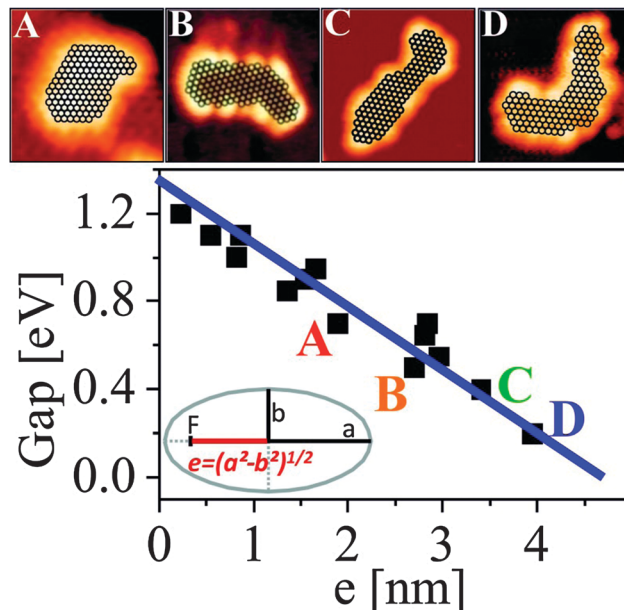 A B C D
Gap [eV]
1.2
0.8
0.4
0.0
A
B
C
D
F
b
a
e=(a²-b²)¹/²
0 1 2 3 4
e [nm]